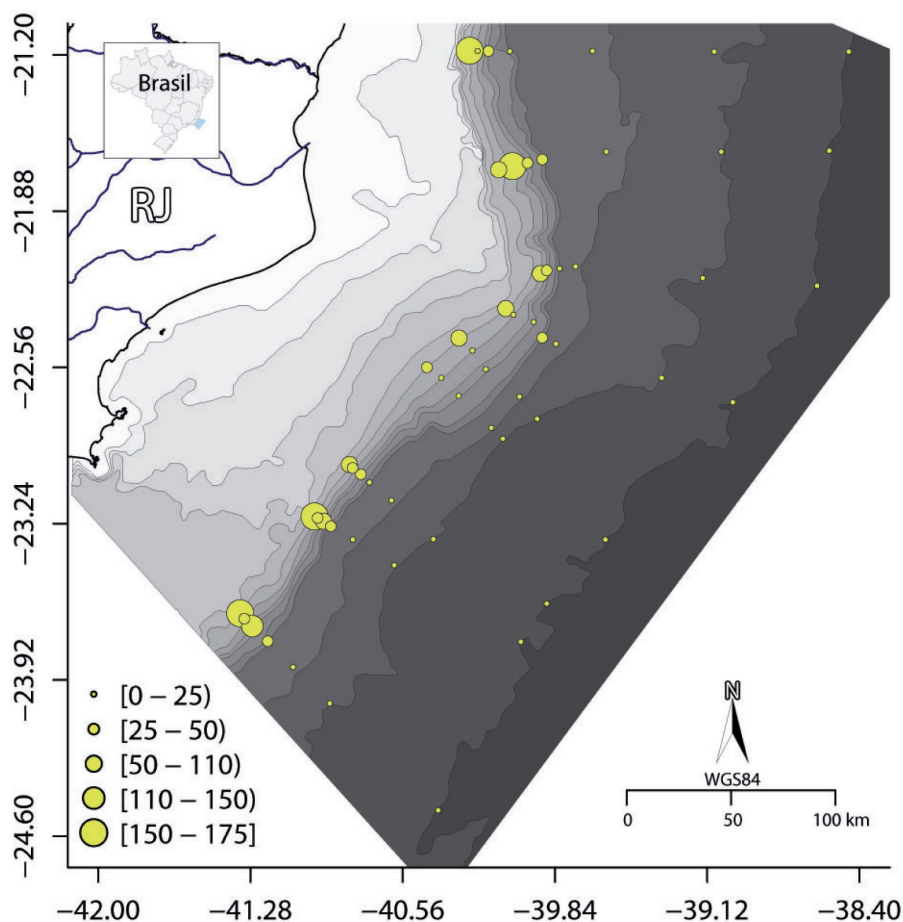 −21.20
−21.88
−22.56
−23.24
−23.92
−24.60
Brasil
RJ
[0 – 25)
[25 – 50)
[50 – 110)
[110 – 150)
[150 – 175]
N
WGS84
0 50 100 km
−42.00 −41.28 −40.56 −39.84 −39.12 −38.40